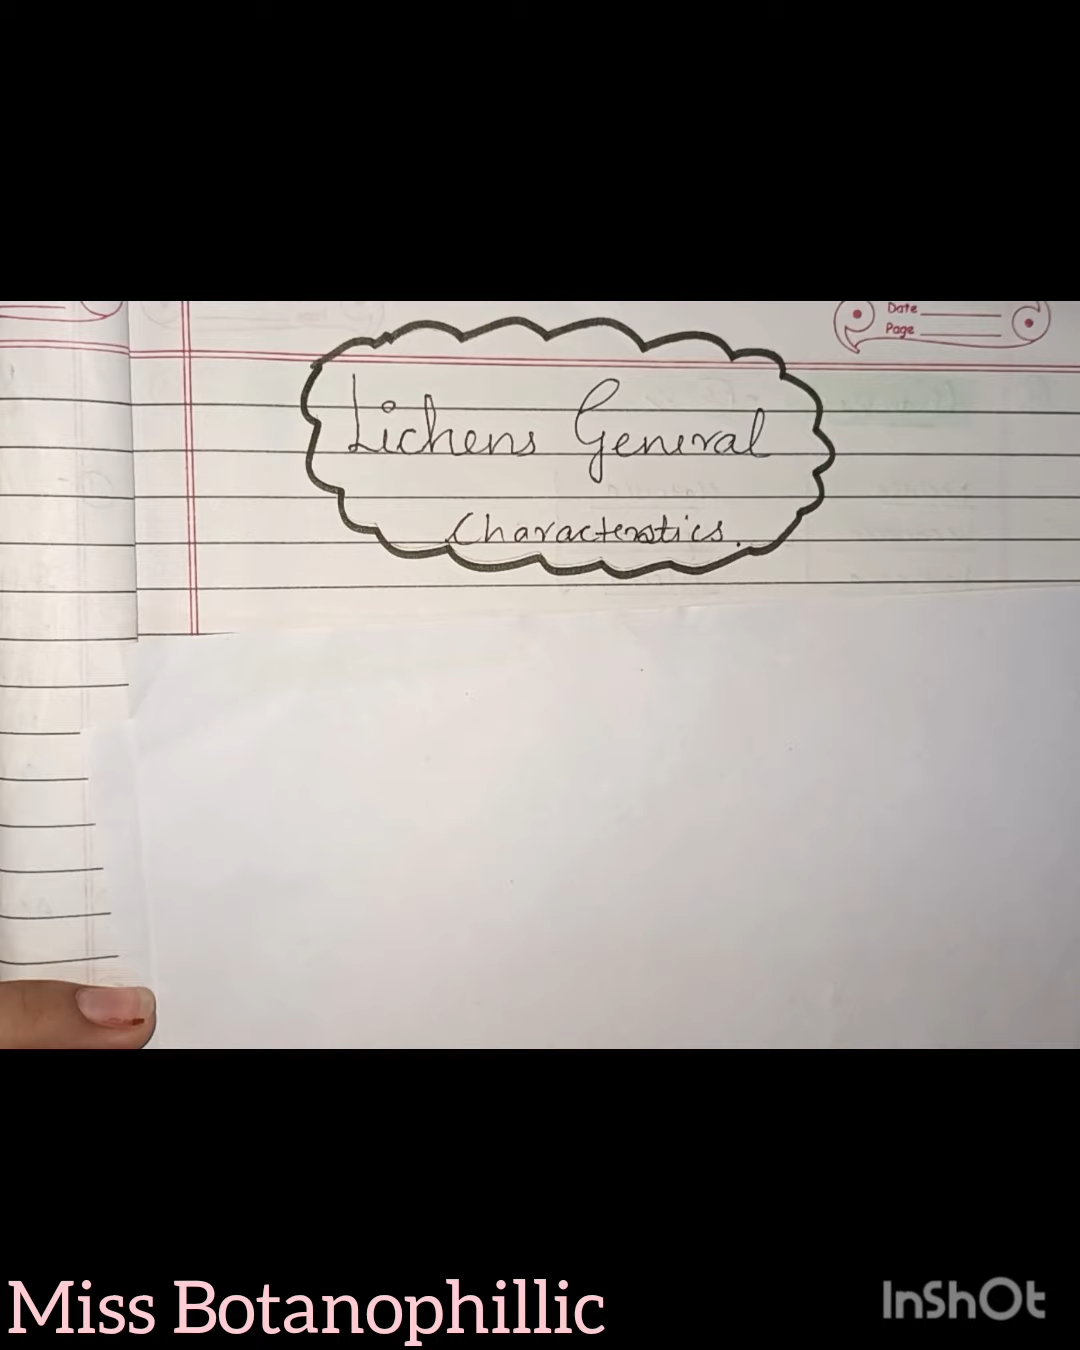 Date
Page
Lichens General
Characteristics.
Miss Botanophillic
InShOt